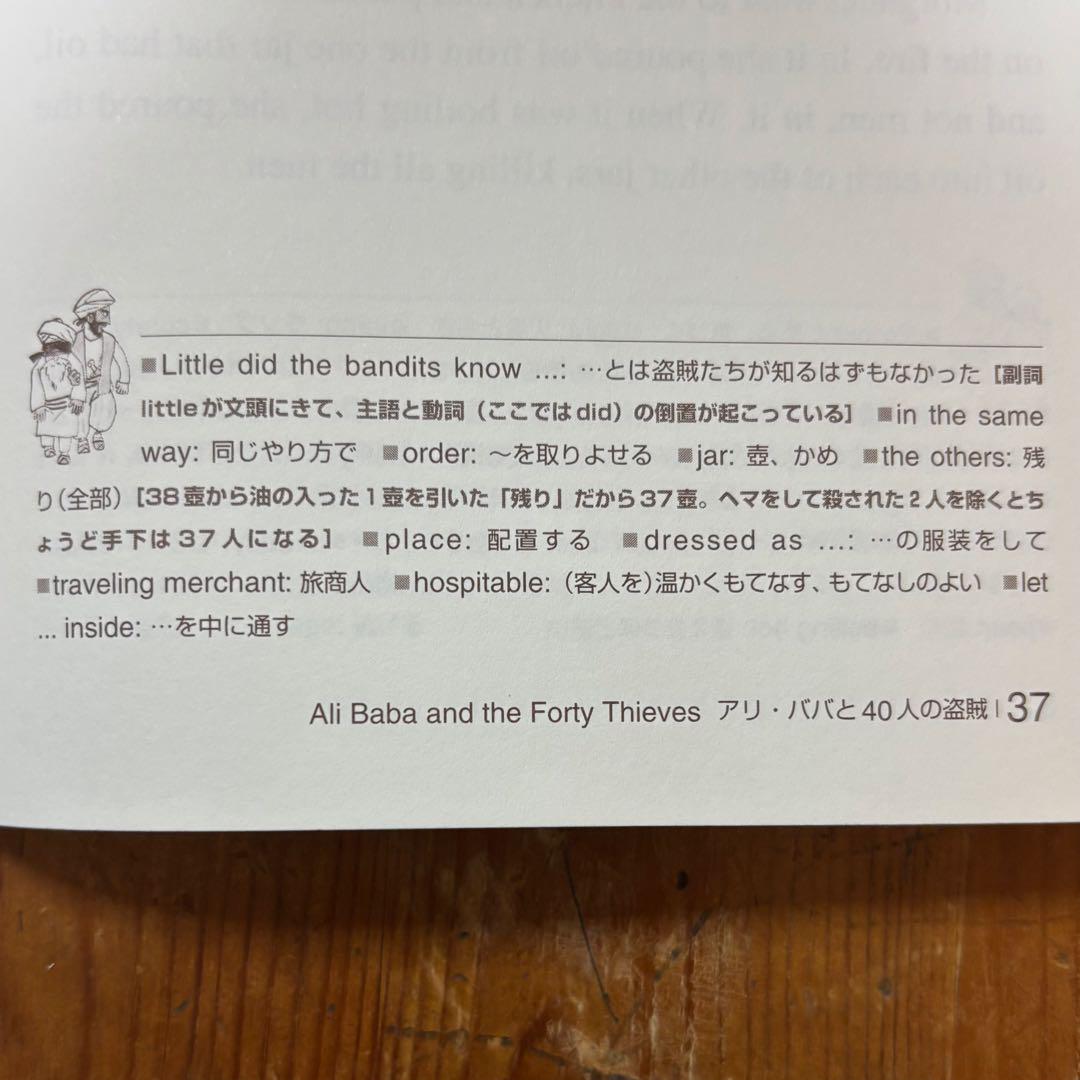 ■Little did the bandits know …: …とは盗賊たちが知るはずもなかった [副詞
littleが文頭にきて、主語と動詞（ここではdid）の倒置が起こっている] ■in the same
way: 同じやり方で ■order: 〜を取りよせる ■jar: 壺、かめ ■the others: 残
り(全部) [38壺から油の入った1壺を引いた「残り」だから37壺。ヘマをして殺された2人を除くとち
ょうど手下は37人になる] ■place: 配置する ■dressed as …: …の服装をして
■traveling merchant: 旅商人 ■hospitable:（客人を)温かくもてなす、もてなしのよい ■let
... inside: …を中に通す
Ali Baba and the Forty Thieves アリ・ババと40人の盗賊 | 37